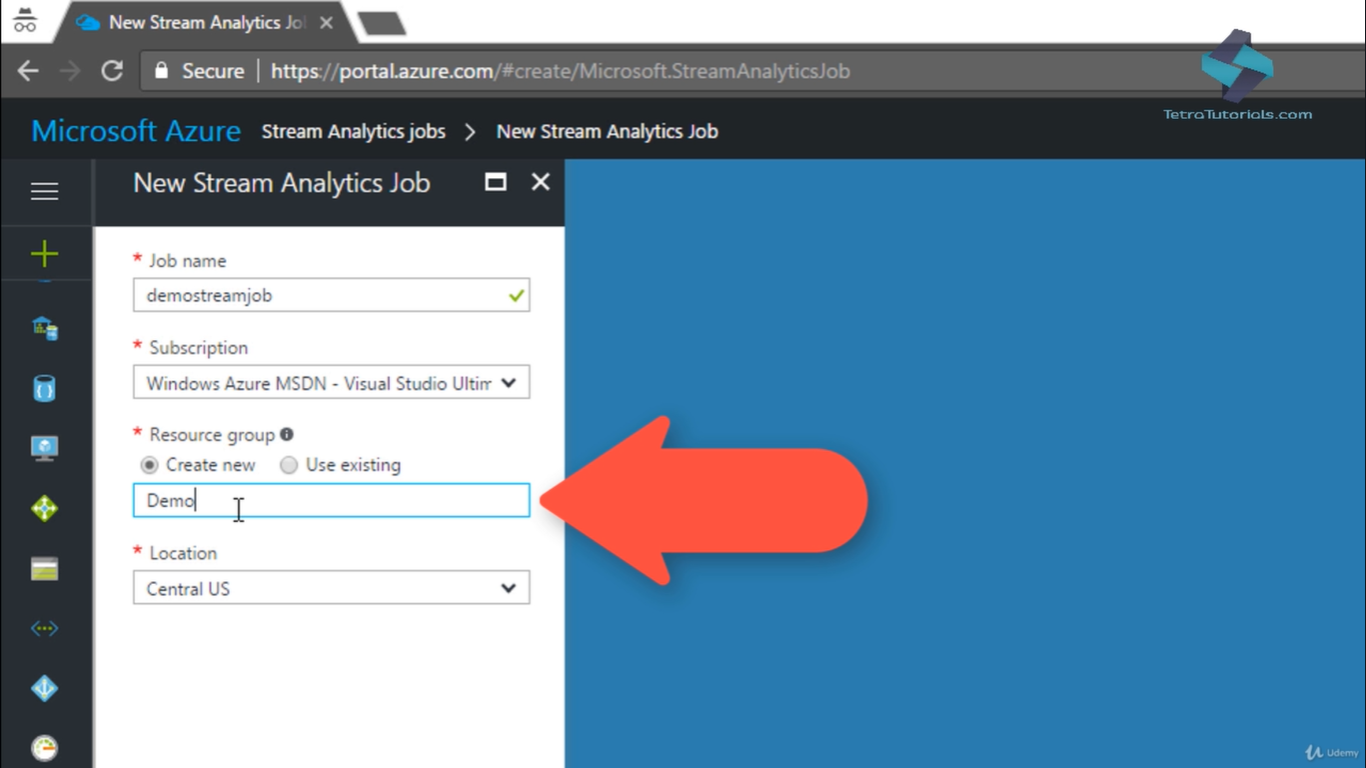 New Stream Analytics Jo
Secure
https://portal.azure.com/#create/Microsoft.StreamAnalyticsJob
TetraTutorials.com
Microsoft Azure
Stream Analytics jobs > New Stream Analytics Job
New Stream Analytics Job
* Job name
demostreamjob
* Subscription
Windows Azure MSDN - Visual Studio Ultim
* Resource group
Create new
Use existing
Demo
* Location
Central US
Udemy